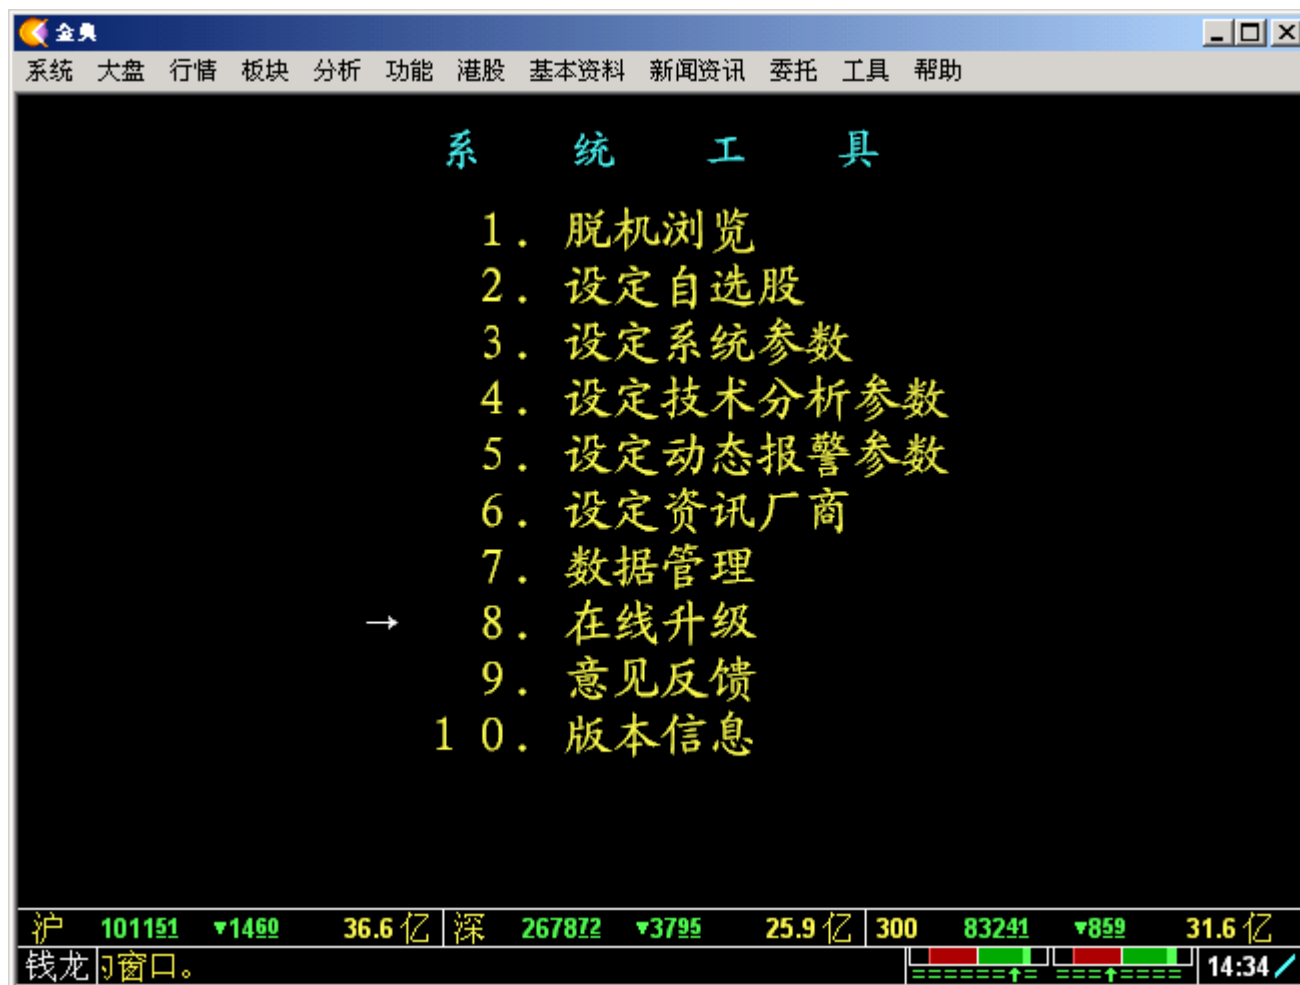 金典
系统 大盘 行情 板块 分析 功能 港股 基本资料 新闻资讯 委托 工具 帮助
系 统 工 具
1. 脱机浏览
2. 设定自选股
3. 设定系统参数
4. 设定技术分析参数
5. 设定动态报警参数
6. 设定资讯厂商
7. 数据管理
→ 8. 在线升级
9. 意见反馈
10. 版本信息
沪 101151 ▼1460 36.6亿 深 267872 ▼3795 25.9亿 300 83241 ▼859 31.6亿
钱龙 窗口。 14:34